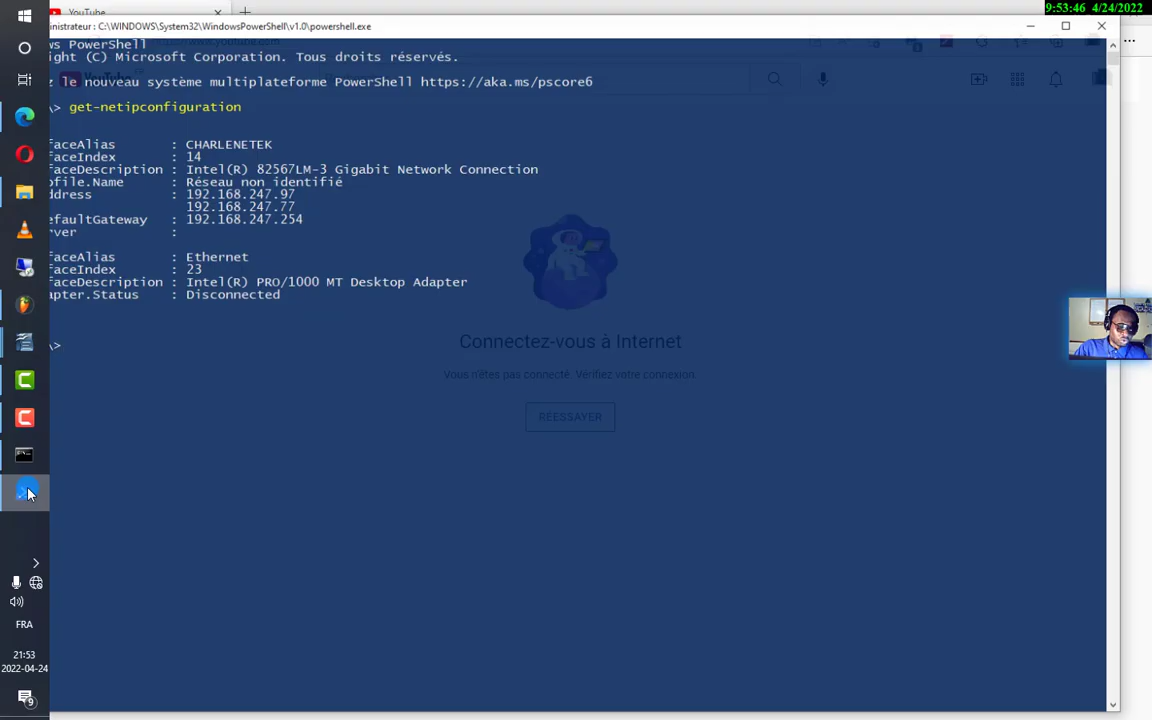 9:53:46 4/24/2022
nistrateur : C:\WINDOWS\System32\WindowsPowerShell\v1.0\powershell.exe
YouTube
ws PowerShell
ight (C) Microsoft Corporation. Tous droits réservés.
z le nouveau système multiplateforme PowerShell https://aka.ms/pscore6
YouTube
\> get-netipconfiguration
faceAlias : CHARLENETEK
faceIndex : 14
faceDescription : Intel(R) 82567LM-3 Gigabit Network Connection
ofile.Name : Réseau non identifié
ddress : 192.168.247.97
192.168.247.77
efaultGateway : 192.168.247.254
erver :
faceAlias : Ethernet
faceIndex : 23
faceDescription : Intel(R) PRO/1000 MT Desktop Adapter
apter.Status : Disconnected
\>
Connectez-vous à Internet
Vous n'êtes pas connecté. Vérifiez votre connexion.
RÉESSAYER
FRA
21:53
2022-04-24
9